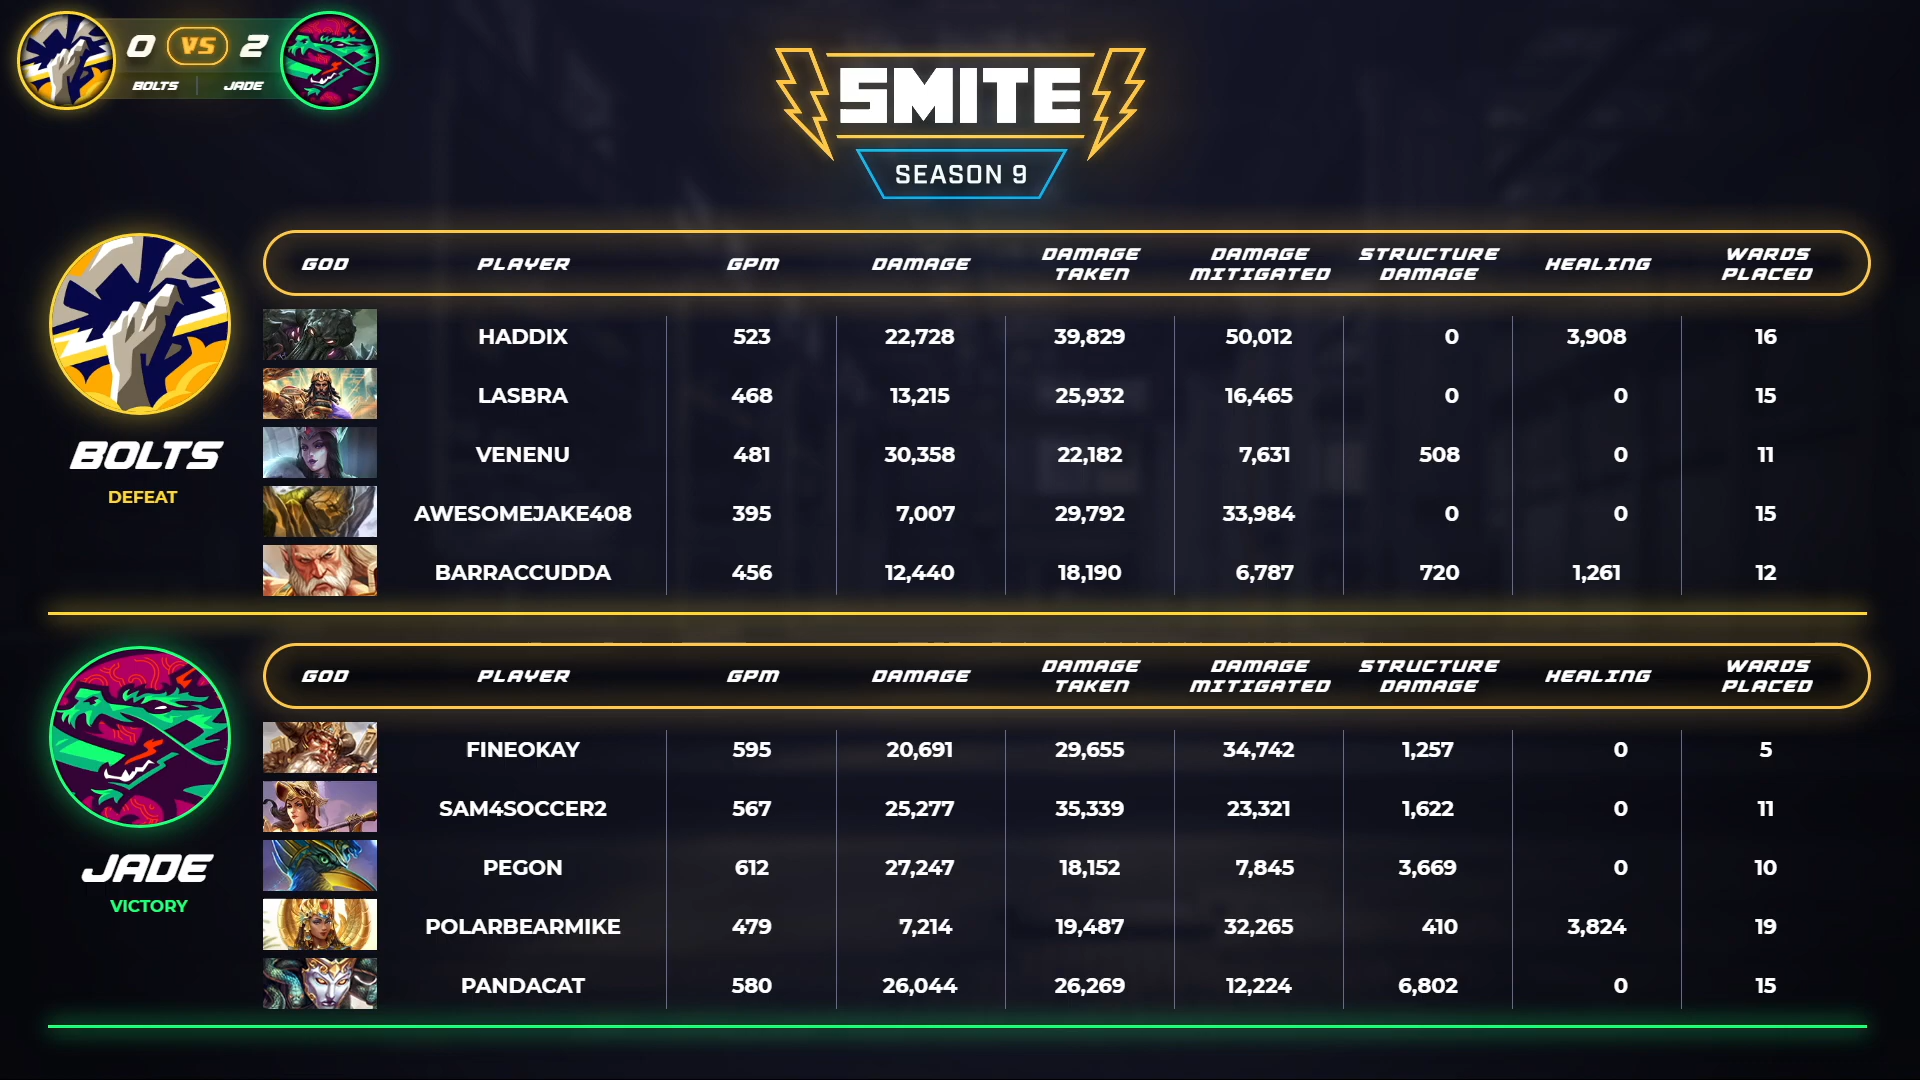 0 VS 2
BOLTS JADE
SMITE
SEASON 9
GOD PLAYER GPM DAMAGE DAMAGE TAKEN DAMAGE MITIGATED STRUCTURE DAMAGE HEALING WARDS PLACED
HADDIX 523 22,728 39,829 50,012 0 3,908 16
LASBRA 468 13,215 25,932 16,465 0 0 15
VENENU 481 30,358 22,182 7,631 508 0 11
AWESOMEJAKE408 395 7,007 29,792 33,984 0 0 15
BARRACCUDDA 456 12,440 18,190 6,787 720 1,261 12
BOLTS
DEFEAT
GOD PLAYER GPM DAMAGE DAMAGE TAKEN DAMAGE MITIGATED STRUCTURE DAMAGE HEALING WARDS PLACED
FINEOKAY 595 20,691 29,655 34,742 1,257 0 5
SAM4SOCCER2 567 25,277 35,339 23,321 1,622 0 11
PEGON 612 27,247 18,152 7,845 3,669 0 10
POLARBEARMIKE 479 7,214 19,487 32,265 410 3,824 19
PANDACAT 580 26,044 26,269 12,224 6,802 0 15
JADE
VICTORY